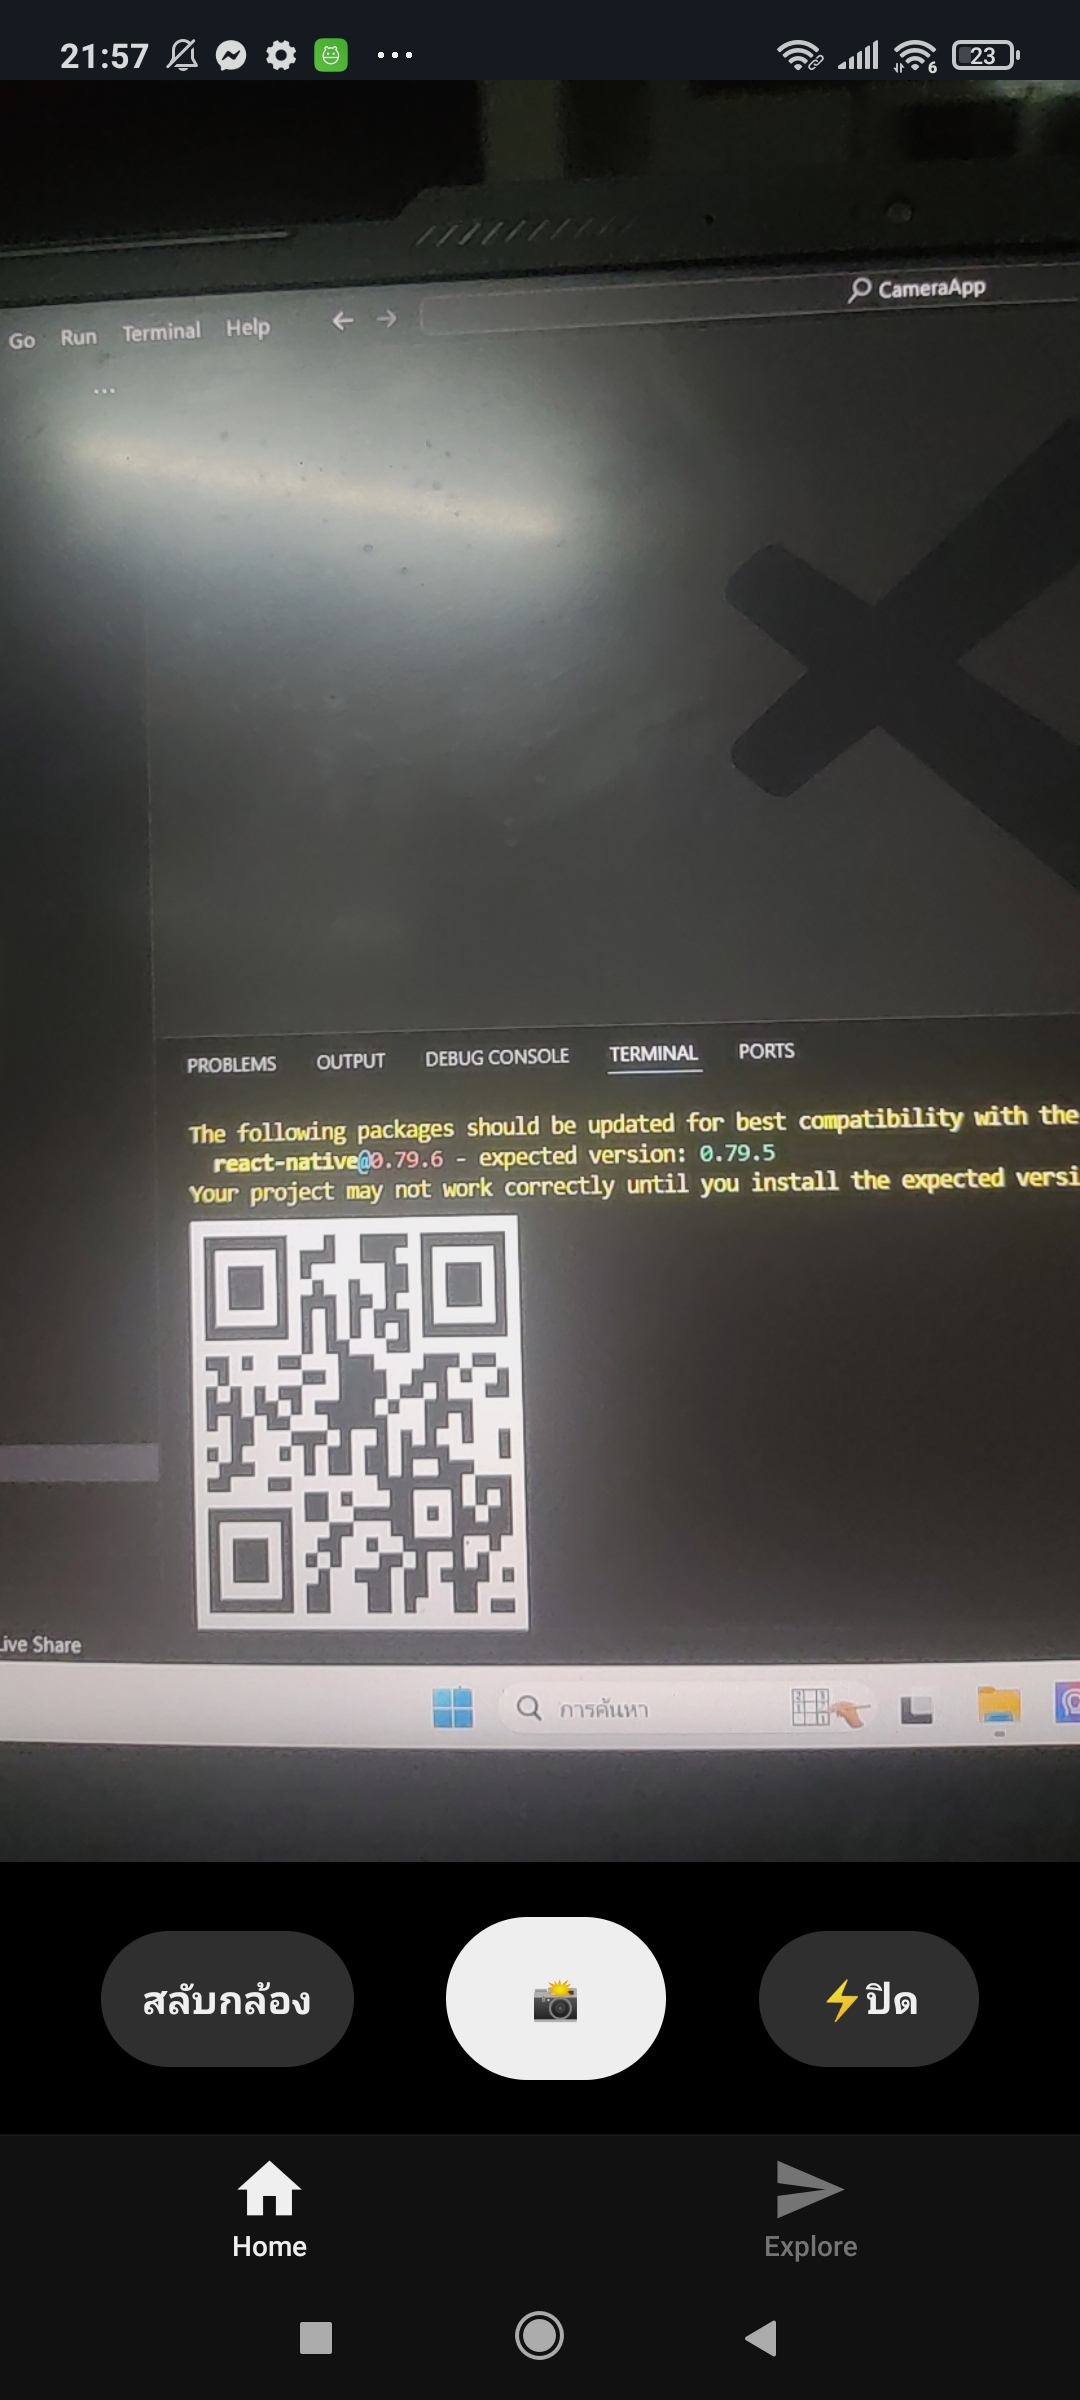 21:57
23
6
CameraApp
Go Run Terminal Help
...
PROBLEMS OUTPUT DEBUG CONSOLE TERMINAL PORTS
The following packages should be updated for best compatibility with the
react-native@0.79.6 - expected version: 0.79.5
Your project may not work correctly until you install the expected versi
Live Share
การค้นหา
สลับกล้อง
⚡ปิด
Home
Explore